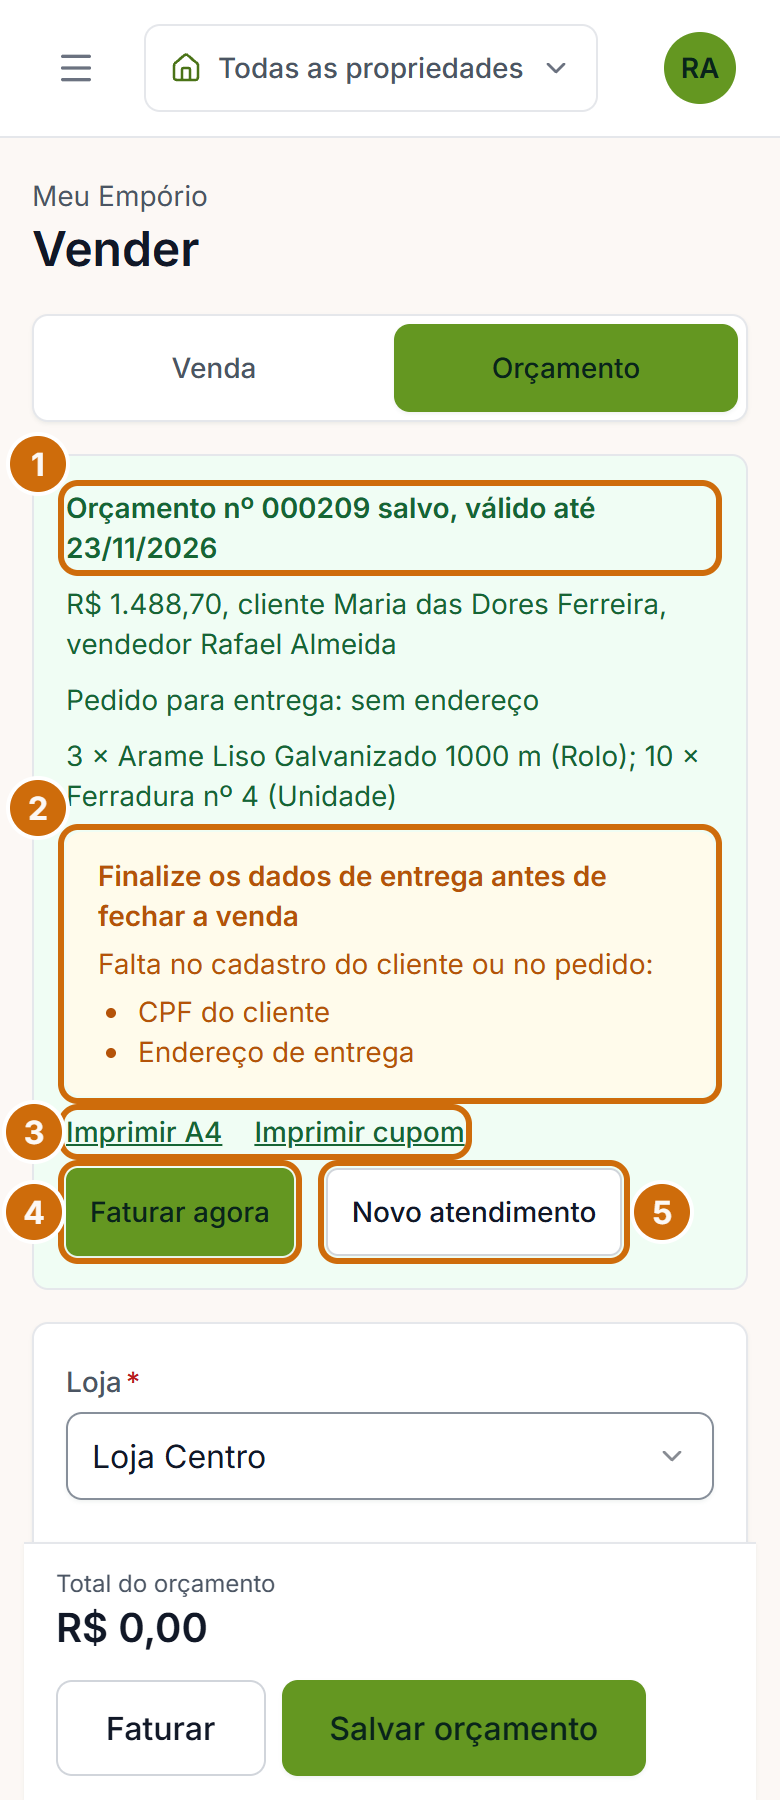 Todas as propriedades
RA
Meu Empório
Vender
Venda
Orçamento
1
Orçamento nº 000209 salvo, válido até
23/11/2026
R$ 1.488,70, cliente Maria das Dores Ferreira,
vendedor Rafael Almeida
Pedido para entrega: sem endereço
3 × Arame Liso Galvanizado 1000 m (Rolo); 10 ×
Ferradura nº 4 (Unidade)
2
Finalize os dados de entrega antes de
fechar a venda
Falta no cadastro do cliente ou no pedido:
• CPF do cliente
• Endereço de entrega
3
Imprimir A4 Imprimir cupom
4
Faturar agora
Novo atendimento
5
Loja *
Loja Centro
Total do orçamento
R$ 0,00
Faturar
Salvar orçamento